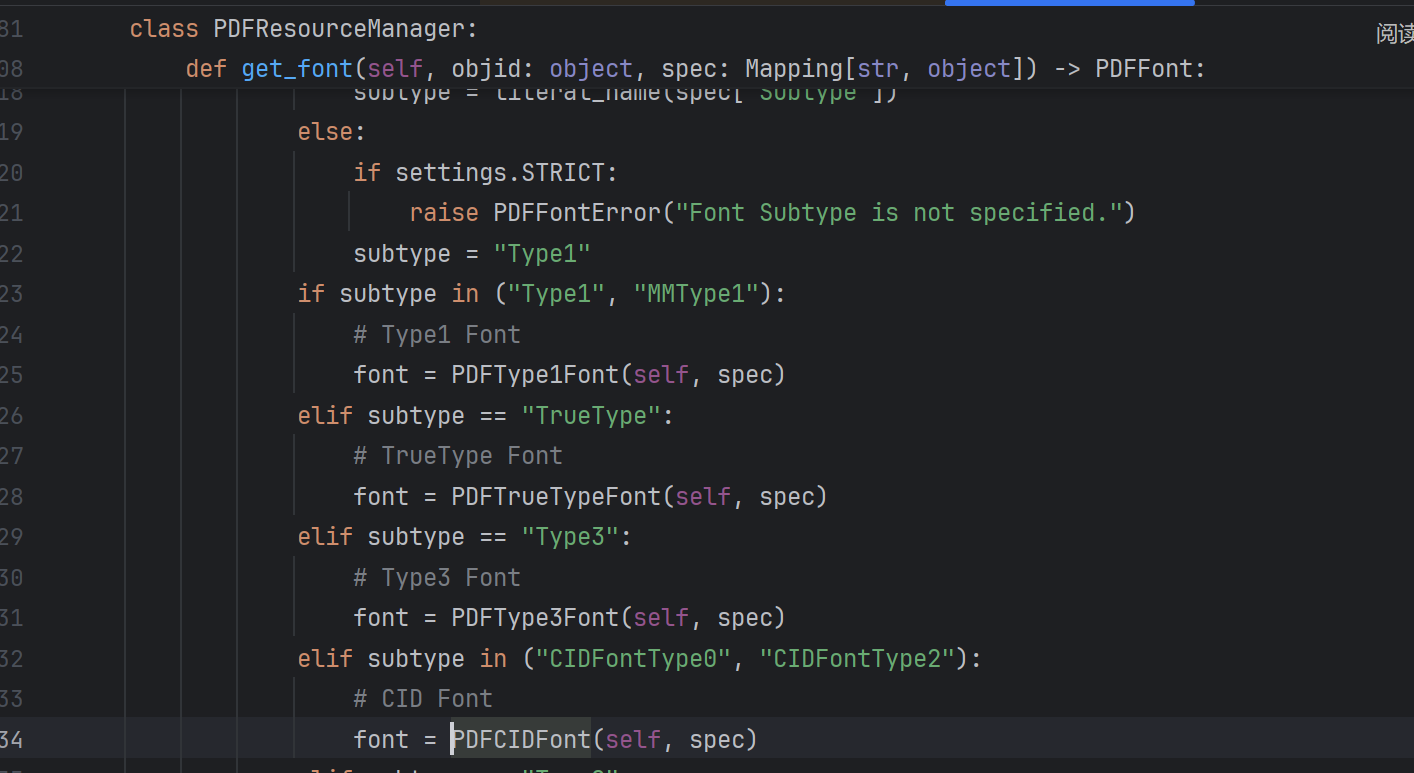 81 class PDFResourceManager:
阅读
08 def get_font(self, objid: object, spec: Mapping[str, object]) -> PDFFont:
18 subtype = literal_name(spec["Subtype"])
19 else:
20 if settings.STRICT:
21 raise PDFFontError("Font Subtype is not specified.")
22 subtype = "Type1"
23 if subtype in ("Type1", "MMType1"):
24 # Type1 Font
25 font = PDFType1Font(self, spec)
26 elif subtype == "TrueType":
27 # TrueType Font
28 font = PDFTrueTypeFont(self, spec)
29 elif subtype == "Type3":
30 # Type3 Font
31 font = PDFType3Font(self, spec)
32 elif subtype in ("CIDFontType0", "CIDFontType2"):
33 # CID Font
34 font = PDFCIDFont(self, spec)